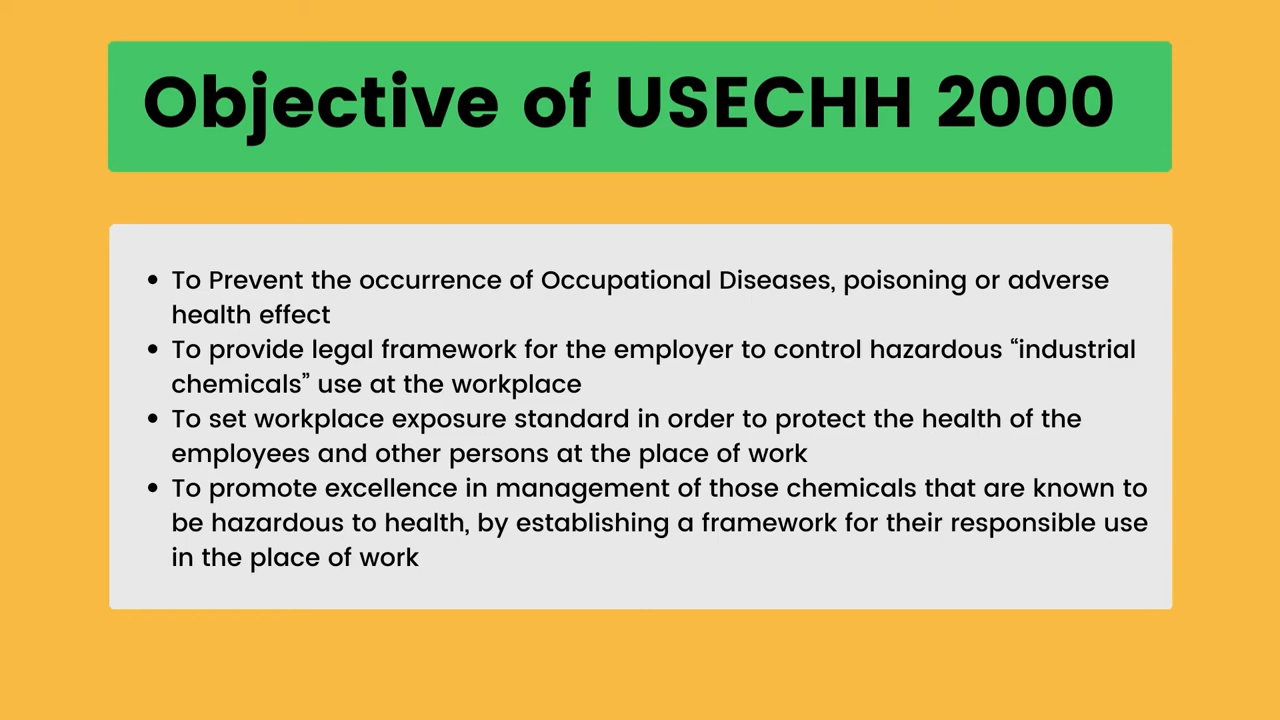 Objective of USECHH 2000
• To Prevent the occurrence of Occupational Diseases, poisoning or adverse
health effect
• To provide legal framework for the employer to control hazardous “industrial
chemicals” use at the workplace
• To set workplace exposure standard in order to protect the health of the
employees and other persons at the place of work
• To promote excellence in management of those chemicals that are known to
be hazardous to health, by establishing a framework for their responsible use
in the place of work